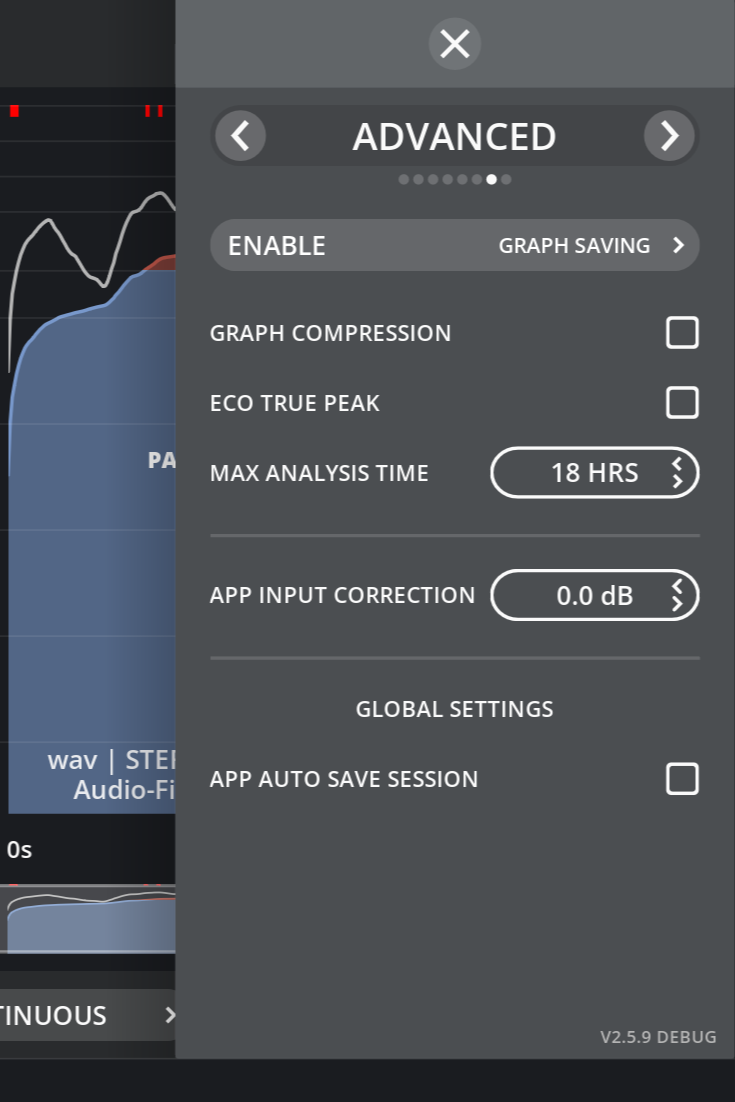 ADVANCED
ENABLE GRAPH SAVING
GRAPH COMPRESSION
ECO TRUE PEAK
MAX ANALYSIS TIME 18 HRS
APP INPUT CORRECTION 0.0 dB
GLOBAL SETTINGS
APP AUTO SAVE SESSION
V2.5.9 DEBUG
PA
wav | STE
Audio-Fi
0s
TINUOUS